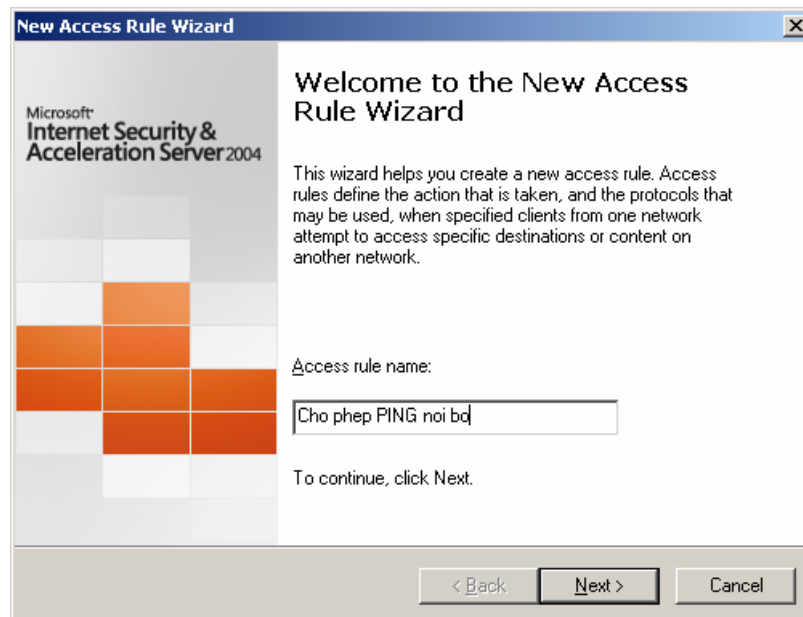 New Access Rule Wizard
Microsoft
Internet Security &
Acceleration Server 2004
Welcome to the New Access
Rule Wizard
This wizard helps you create a new access rule. Access
rules define the action that is taken, and the protocols that
may be used, when specified clients from one network
attempt to access specific destinations or content on
another network.
Access rule name:
Cho phep PING noi bo
To continue, click Next.
< Back
Next >
Cancel